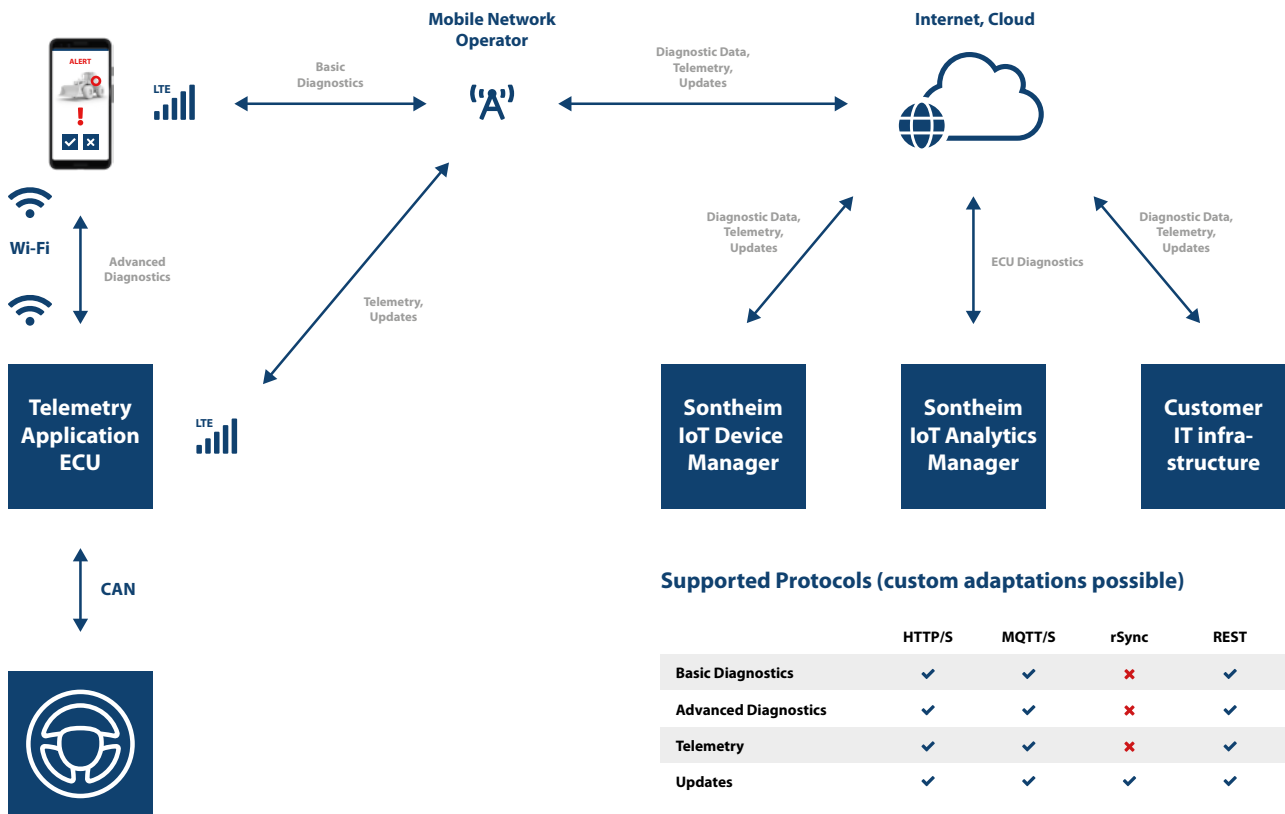 Mobile Network
Operator
Internet, Cloud
ALERT
LTE
Basic
Diagnostics
Diagnostic Data,
Telemetry,
Updates
Wi-Fi
Advanced
Diagnostics
Telemetry,
Updates
Diagnostic Data,
Telemetry,
Updates
ECU Diagnostics
Diagnostic Data,
Telemetry,
Updates
Telemetry
Application
ECU
LTE
Sontheim
IoT Device
Manager
Sontheim
IoT Analytics
Manager
Customer
IT infra-
structure
CAN
Supported Protocols (custom adaptations possible)
HTTP/S MQTT/S rSync REST
Basic Diagnostics
Advanced Diagnostics
Telemetry
Updates